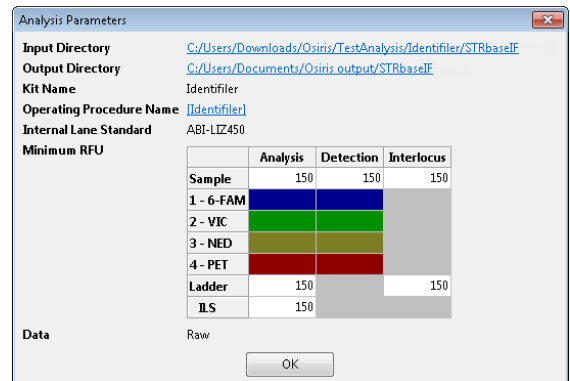 Analysis Parameters
Input Directory C:/Users/Downloads/Osiris/TestAnalysis/Identifiler/STRbaseIF
Output Directory C:/Users/Documents/Osiris output/STRbaseIF
Kit Name Identifiler
Operating Procedure Name [Identifiler]
Internal Lane Standard ABI-LIZ450
Minimum RFU
Analysis Detection Interlocus
Sample 150 150 150
1 - 6-FAM
2 - VIC
3 - NED
4 - PET
Ladder 150 150
ILS 150
Data Raw
OK